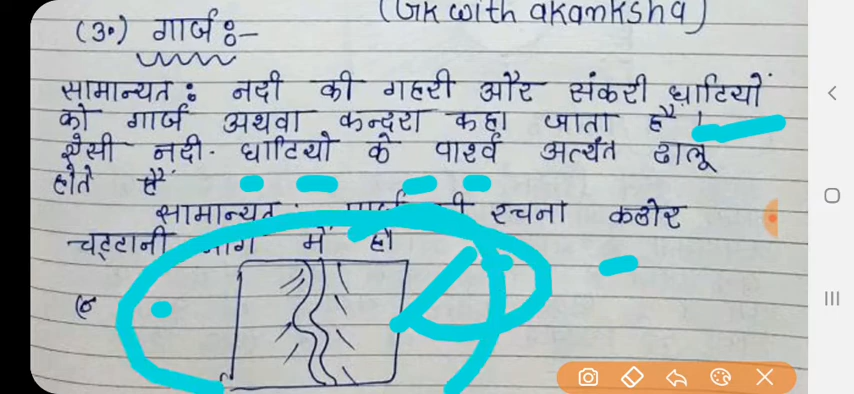 (GK with akanksha)
(3.) गार्ज :-
सामान्यत : नदी की गहरी और संकरी घाटियों
को गार्ज अथवा कन्दरा कहा जाता है ।
ऐसी नदी घाटियो के पार्श्व अत्यंत ढालू
होते हैं
सामान्यत : रचना कठोर
चट्टानी भाग में हो